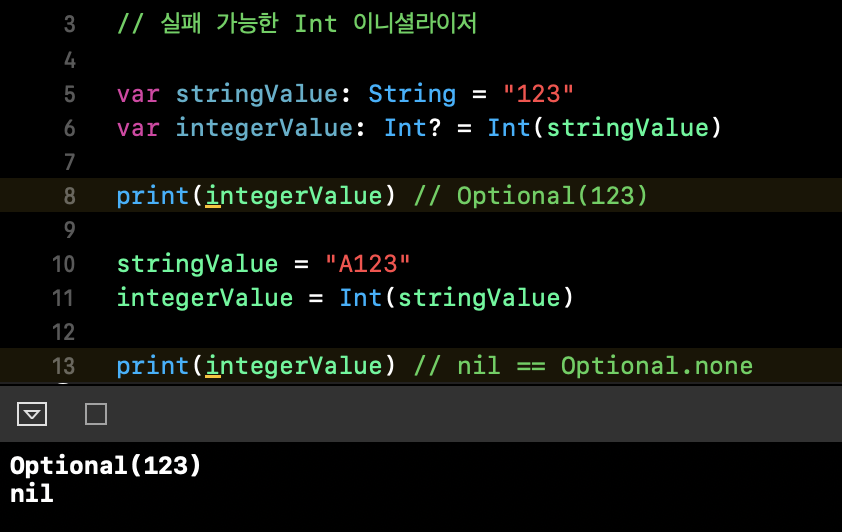 3 // 실패 가능한 Int 이니셜라이저
4
5 var stringValue: String = "123"
6 var integerValue: Int? = Int(stringValue)
7
8 print(integerValue) // Optional(123)
9
10 stringValue = "A123"
11 integerValue = Int(stringValue)
12
13 print(integerValue) // nil == Optional.none
Optional(123)
nil